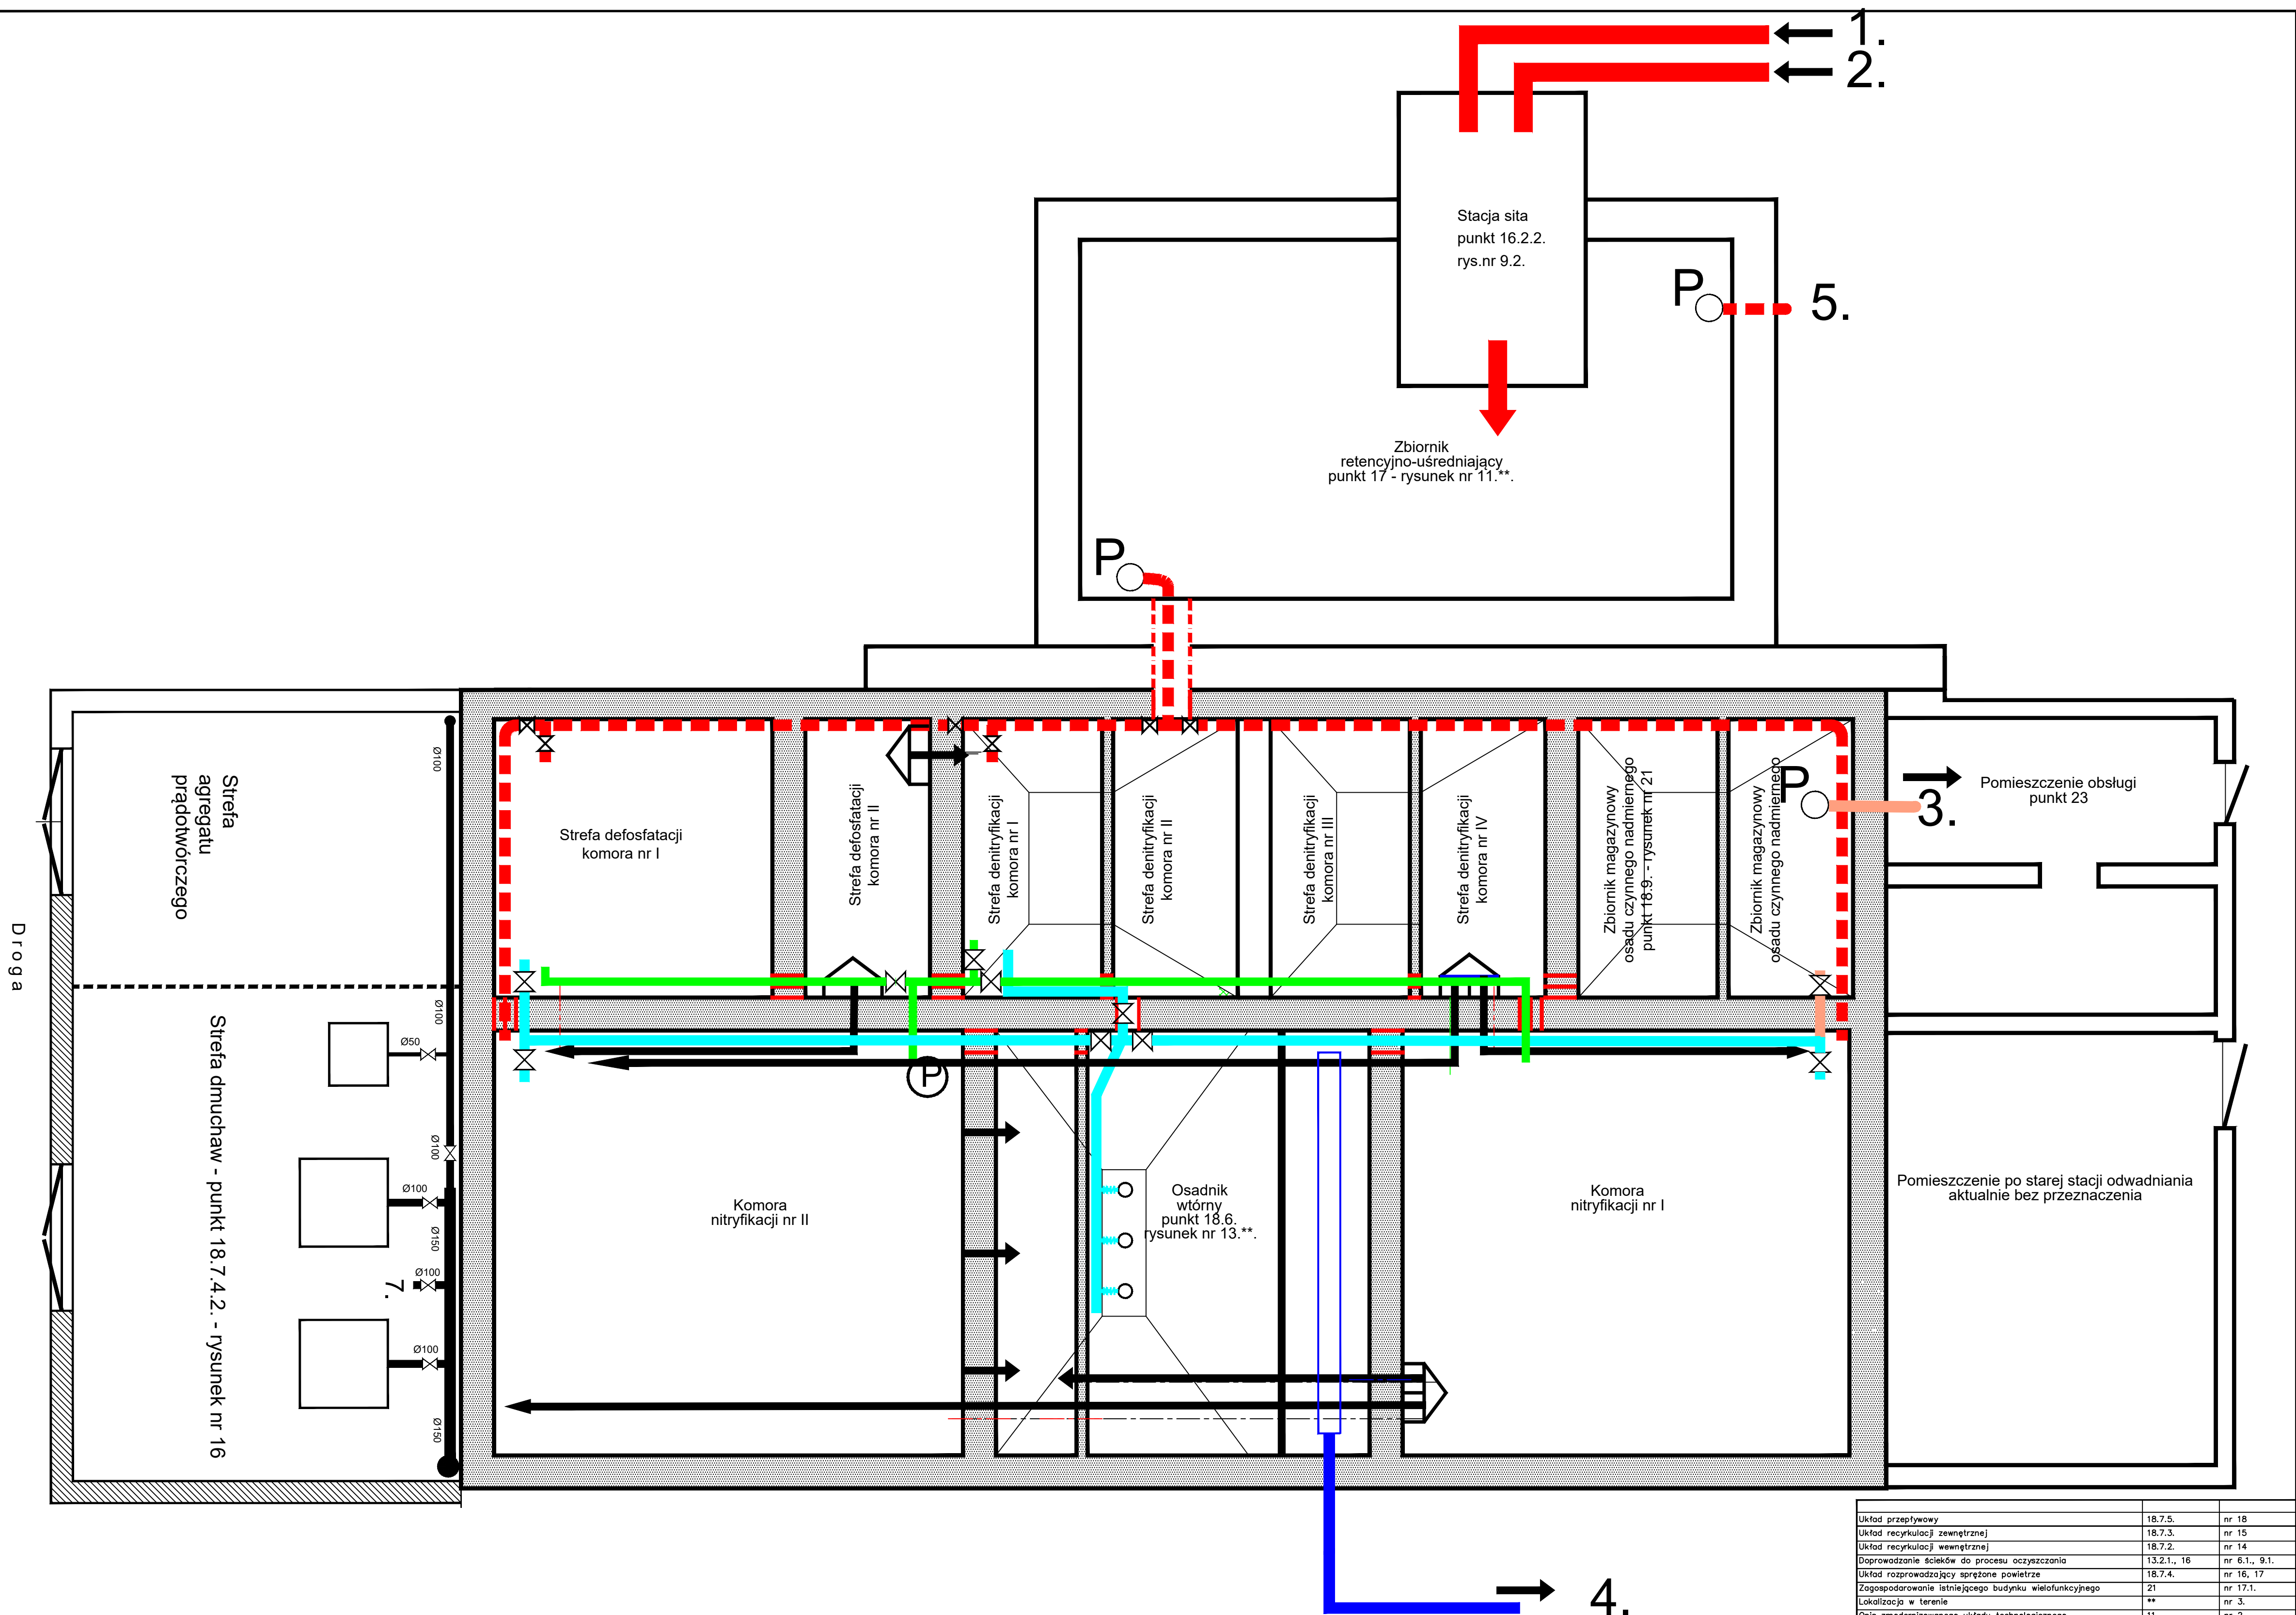 1.
2.
Stacja sita
punkt 16.2.2.
rys.nr 9.2.
P
5.
Zbiornik
retencyjno-uśredniający
punkt 17 - rysunek nr 11.**.
P
Droga
Strefa
agregatu
prądotwórczego
Strefa dmuchaw - punkt 18.7.4.2. - rysunek nr 16
Ø100
Ø100
Ø50
Ø100
Ø100
Ø150
Ø100
7.
Ø100
Ø150
Strefa defosfatacji
komora nr I
Strefa defosfatacji
komora nr II
Strefa denitryfikacji
komora nr I
Strefa denitryfikacji
komora nr II
Strefa denitryfikacji
komora nr III
Strefa denitryfikacji
komora nr IV
Zbiornik magazynowy
osadu czynnego nadmiernego
punkt 18.9. - rysunek nr 21
Zbiornik magazynowy
osadu czynnego nadmiernego
P
3.
Pomieszczenie obsługi
punkt 23
P
Komora
nitryfikacji nr II
Osadnik
wtórny
punkt 18.6.
rysunek nr 13.**.
Komora
nitryfikacji nr I
Pomieszczenie po starej stacji odwadniania
aktualnie bez przeznaczenia
4.
Układ przepływowy 18.7.5. nr 18
Układ recyrkulacji zewnętrznej 18.7.3. nr 15
Układ recyrkulacji wewnętrznej 18.7.2. nr 14
Doprowadzanie ścieków do procesu oczyszczania 13.2.1., 16 nr 6.1., 9.1.
Układ rozprowadzający sprężone powietrze 18.7.4. nr 16, 17
Zagospodarowanie istniejącego budynku wielofunkcyjnego 21 nr 17.1.
Lokalizacja w terenie ** nr 3.
Opis zmodernizowanego układu technologicznego 11 nr 2